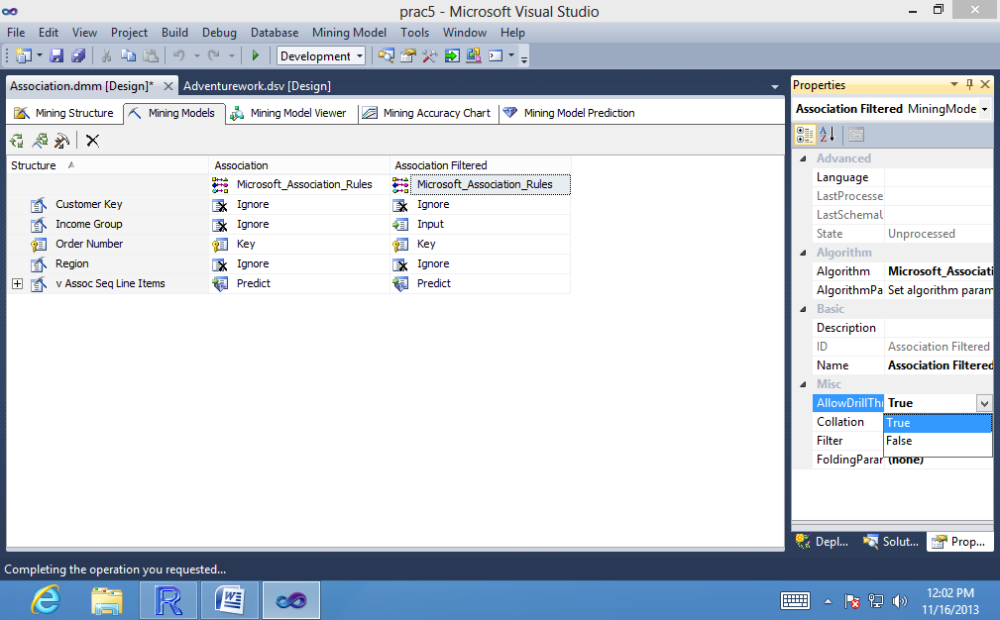 prac5 - Microsoft Visual Studio
File Edit View Project Build Debug Database Mining Model Tools Window Help
Development
Association.dmm [Design]* Adventurework.dsv [Design]
Mining Structure Mining Models Mining Model Viewer Mining Accuracy Chart Mining Model Prediction
Structure Association Association Filtered
Microsoft_Association_Rules Microsoft_Association_Rules
Customer Key Ignore Ignore
Income Group Ignore Input
Order Number Key Key
Region Ignore Ignore
v Assoc Seq Line Items Predict Predict
Properties
Association Filtered MiningMode
Advanced
Language
LastProcesse
LastSchemaU
State Unprocessed
Algorithm
Algorithm Microsoft_Associati
AlgorithmPa Set algorithm param
Basic
Description
ID Association Filtered
Name Association Filtered
Misc
AllowDrillThr True
Collation True
Filter False
FoldingParar (none)
Depl... Solut... Prop...
Completing the operation you requested...
12:02 PM
11/16/2013